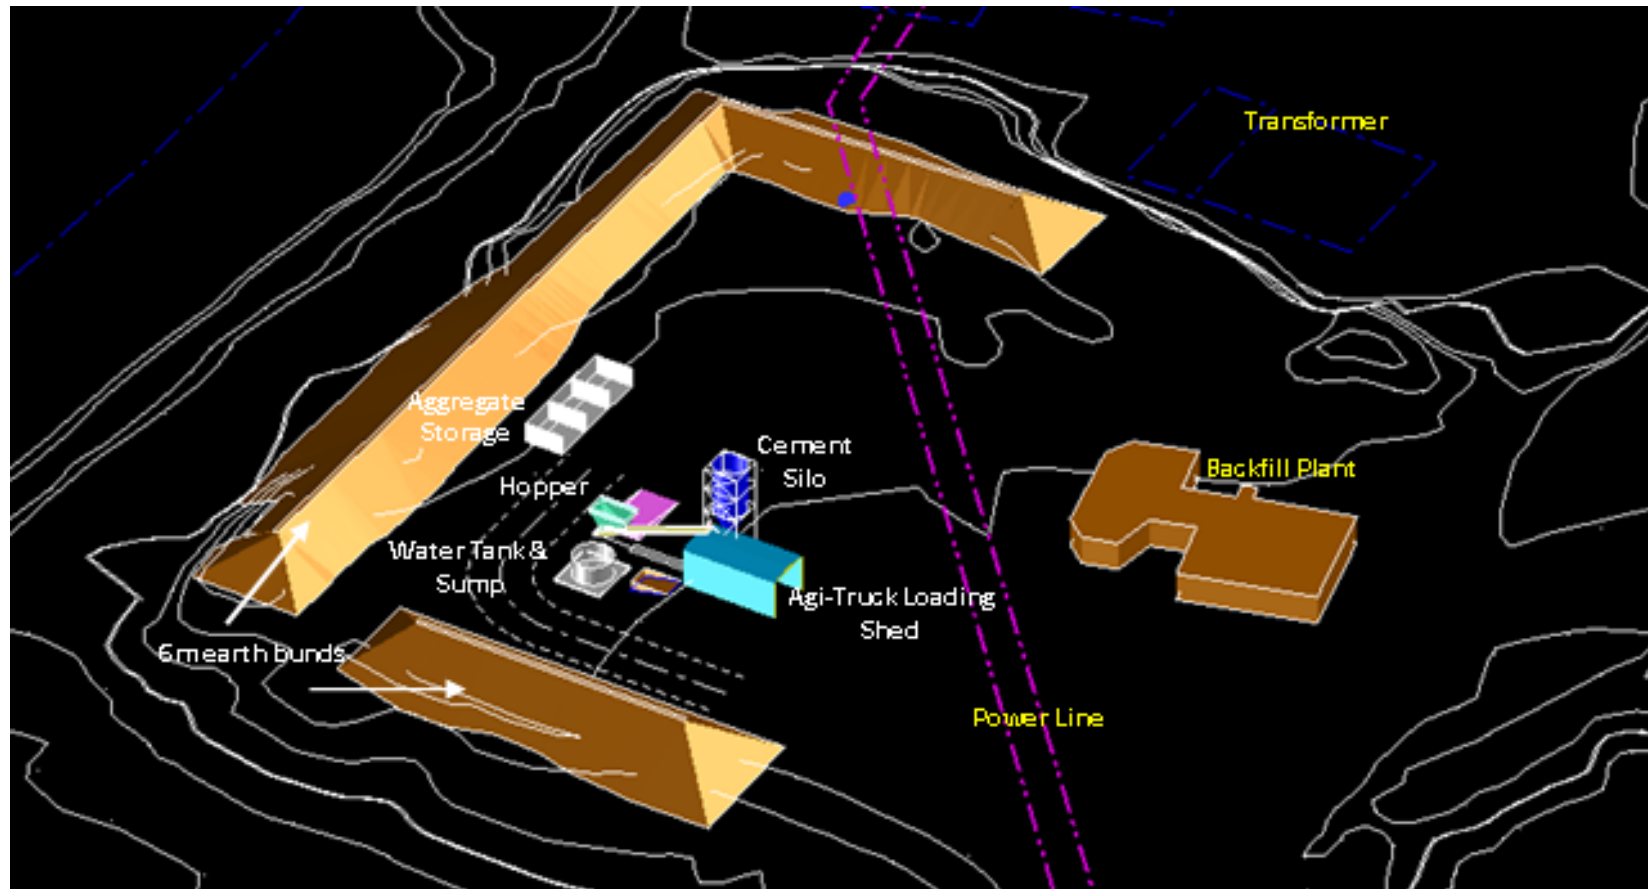 Transformer
Aggregate
Storage
Cement
Silo
Backfill Plant
Hopper
Water Tank &
Sump
Agi-Truck Loading
Shed
6m earth bunds
Power Line